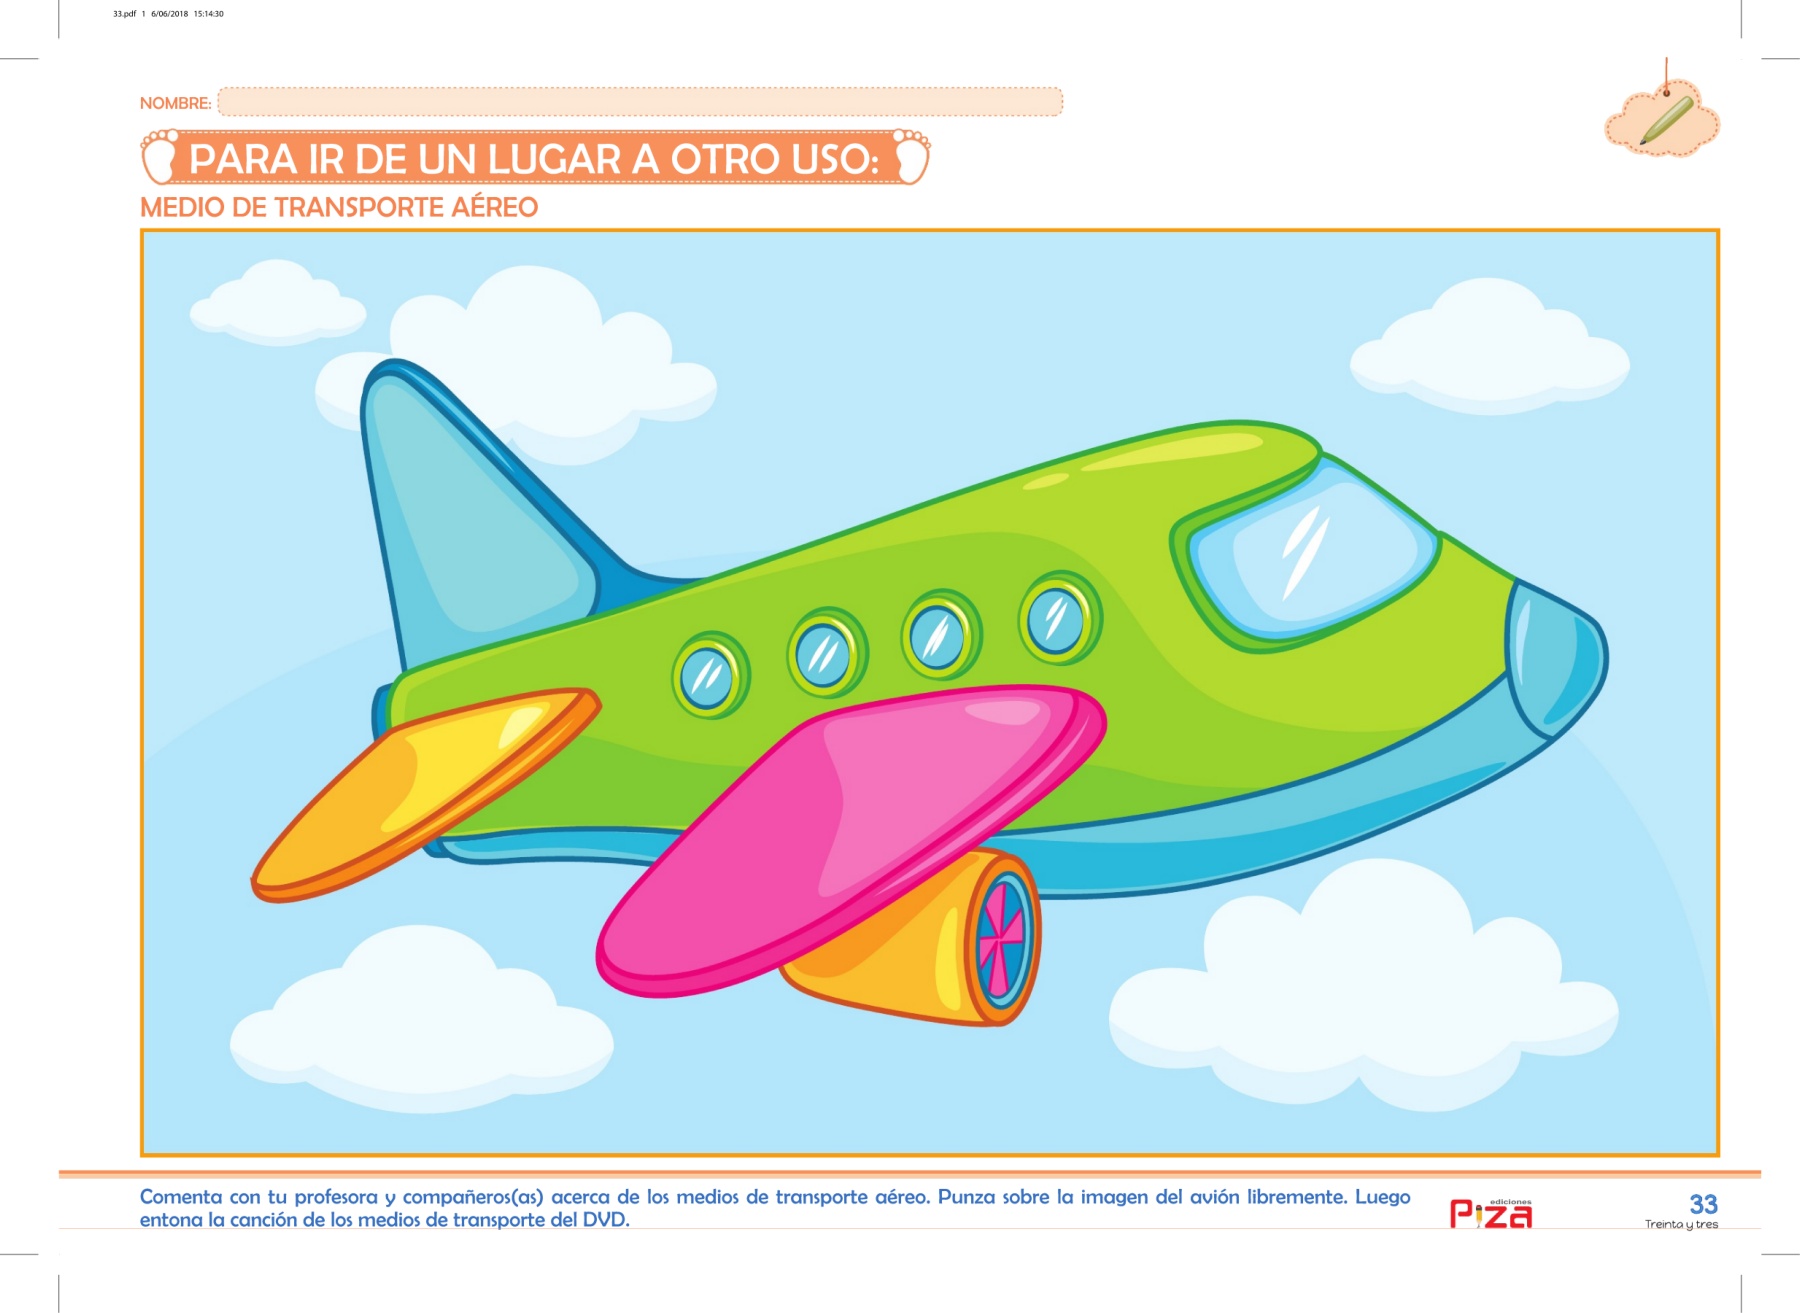 33.pdf 1 6/06/2018 15:14:30
NOMBRE:
PARA IR DE UN LUGAR A OTRO USO:
MEDIO DE TRANSPORTE AÉREO
Comenta con tu profesora y compañeros(as) acerca de los medios de transporte aéreo. Punza sobre la imagen del avión libremente. Luego
entona la canción de los medios de transporte del DVD.
ediciones
Piza
33
Treinta y tres